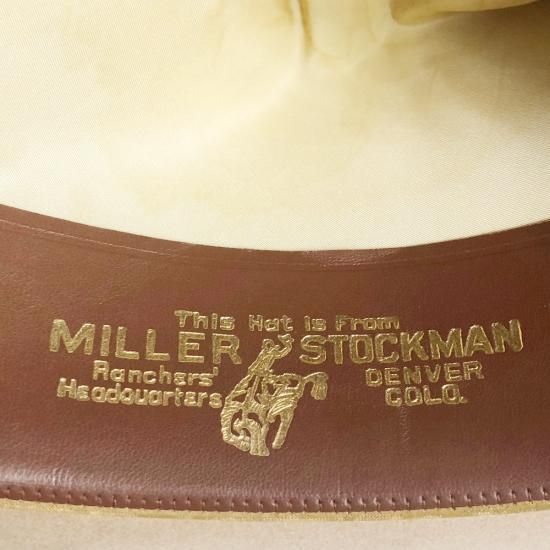 This Hat is From
MILLER STOCKMAN
Ranchers' Headquarters
DENVER COLO.